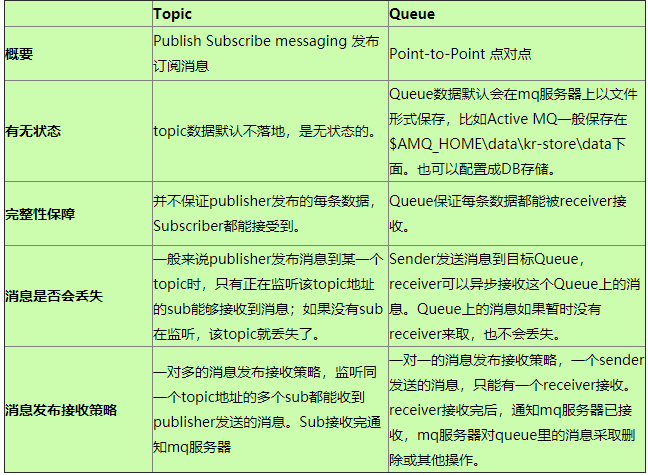 Topic
Queue
概要
Publish Subscribe messaging 发布
订阅消息
Point-to-Point 点对点
有无状态
topic数据默认不落地，是无状态的。
Queue数据默认会在mq服务器上以文件
形式保存，比如Active MQ一般保存在
$AMQ_HOME\data\kr-store\data下
面。也可以配置成DB存储。
完整性保障
并不保证publisher发布的每条数据，
Subscriber都能接受到。
Queue保证每条数据都能被receiver接
收。
消息是否会丢失
一般来说publisher发布消息到某一个
topic时，只有正在监听该topic地址
的sub能够接收到消息；如果没有sub
在监听，该topic就丢失了。
Sender发送消息到目标Queue，
receiver可以异步接收这个Queue上的消
息。Queue上的消息如果暂时没有
receiver来取，也不会丢失。
消息发布接收策略
一对多的消息发布接收策略，监听同
一个topic地址的多个sub都能收到
publisher发送的消息。Sub接收完通
知mq服务器
一对一的消息发布接收策略，一个sender
发送的消息，只能有一个receiver接收。
receiver接收完后，通知mq服务器已接
收，mq服务器对queue里的消息采取删
除或其他操作。